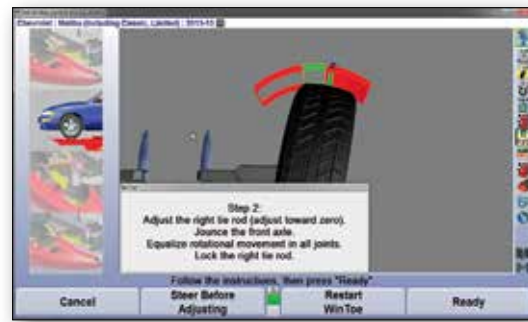 Chevrolet : Malibu (Including Classic, Limited) : 2013-15
Step 2:
Adjust the right tie rod (adjust toward zero).
Jounce the front axle.
Equalize rotational movement in all joints.
Lock the right tie rod.
Follow the instructions, then press "Ready"
Cancel
Steer Before
Adjusting
Restart
WinToe
Ready